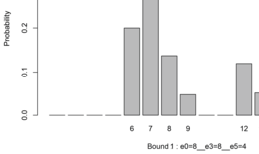 Probability
0.2
0.1
0.0
6 7 8 9 12
Bound 1 : e0=8__e3=8__e5=4